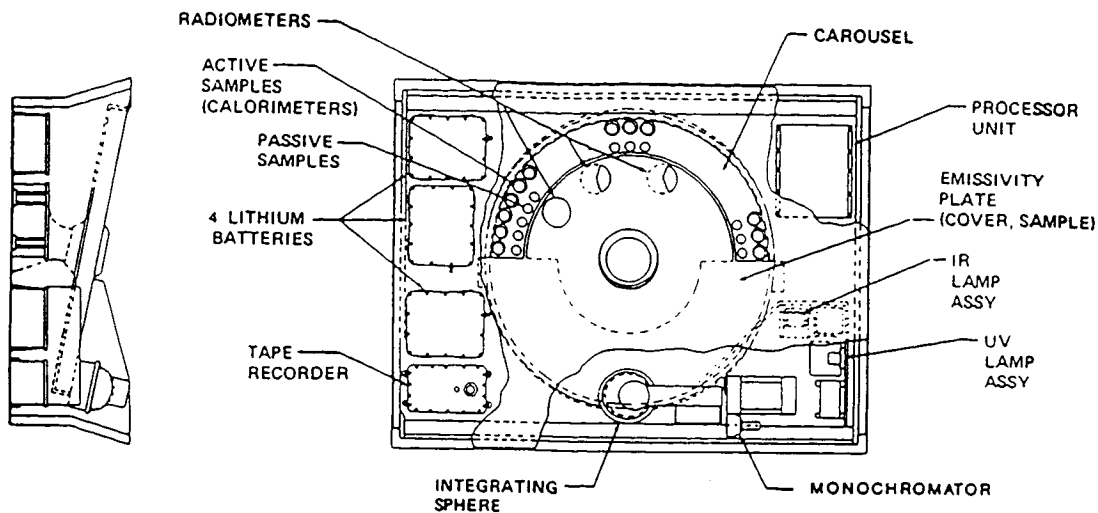 RADIOMETERS
ACTIVE
SAMPLES
(CALORIMETERS)
PASSIVE
SAMPLES
4 LITHIUM
BATTERIES
TAPE
RECORDER
INTEGRATING
SPHERE
CAROUSEL
PROCESSOR
UNIT
EMISSIVITY
PLATE
(COVER, SAMPLE)
IR
LAMP
ASSY
UV
LAMP
ASSY
MONOCHROMATOR